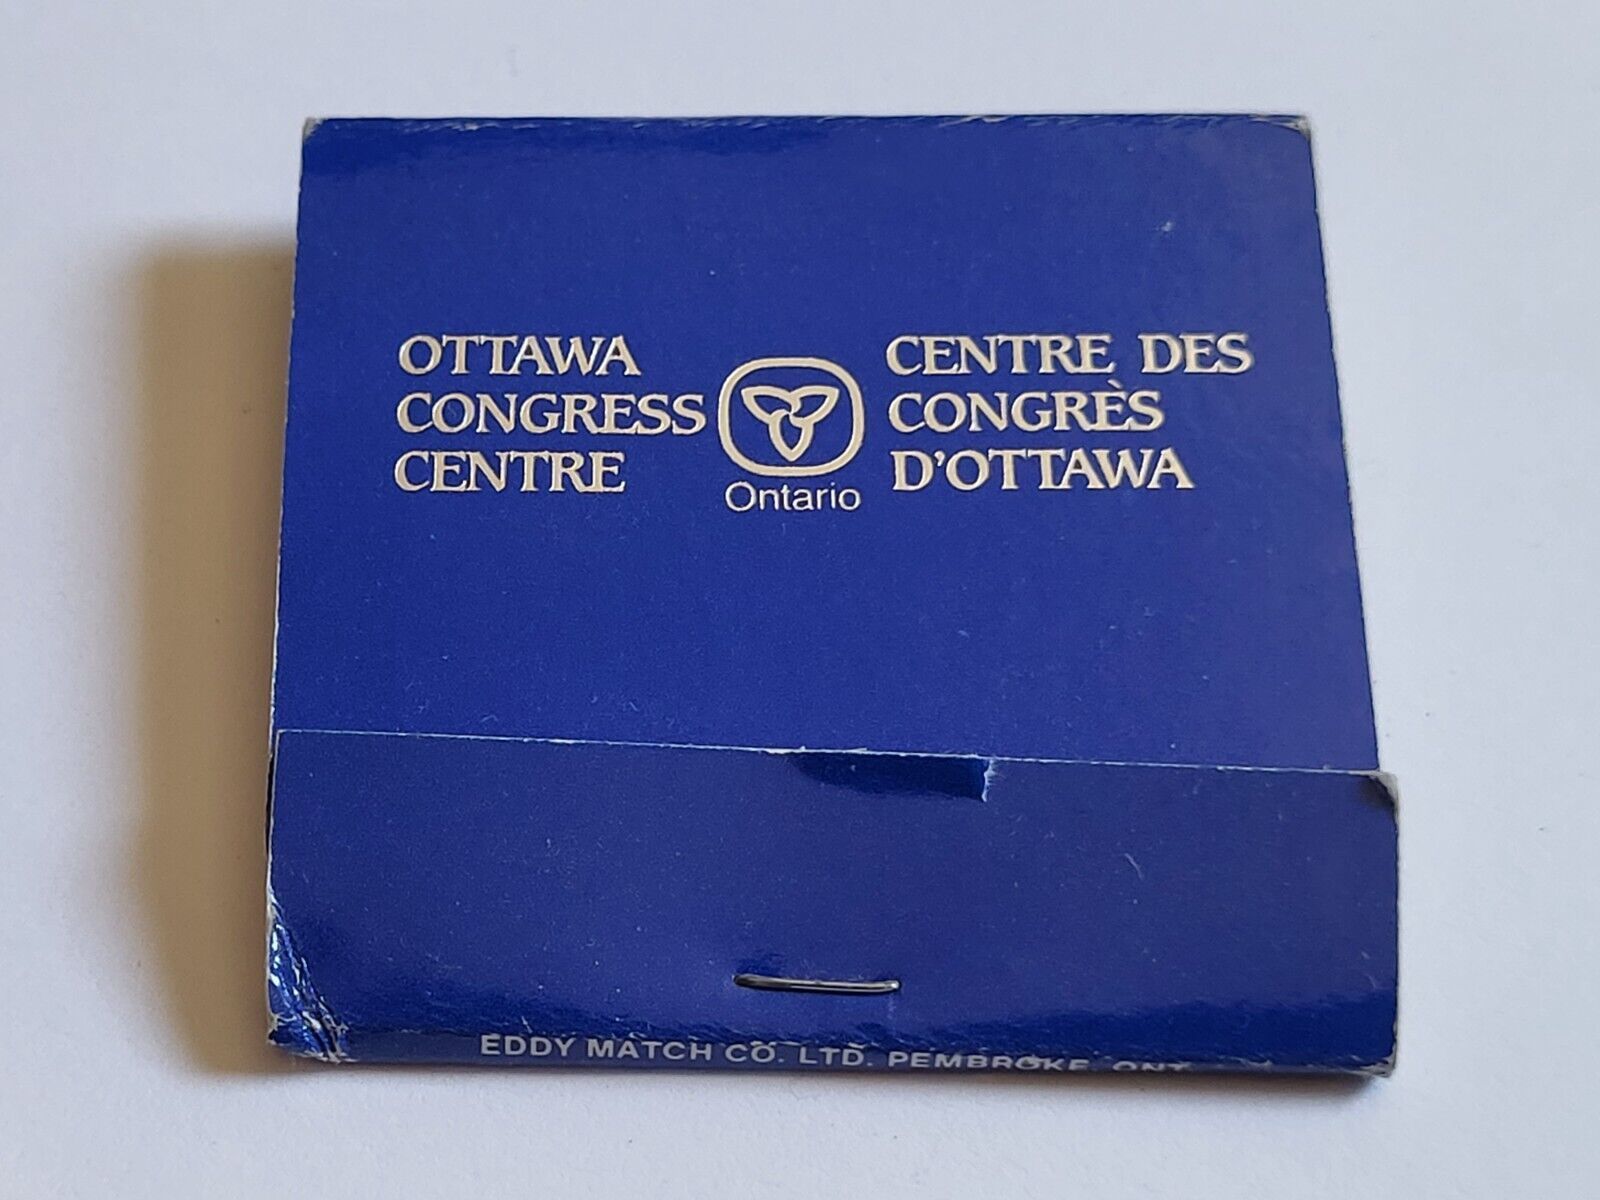 OTTAWA
CONGRESS
CENTRE
Ontario
CENTRE DES
CONGRÈS
D'OTTAWA
EDDY MATCH CO. LTD. PEMBROKE, ONT.